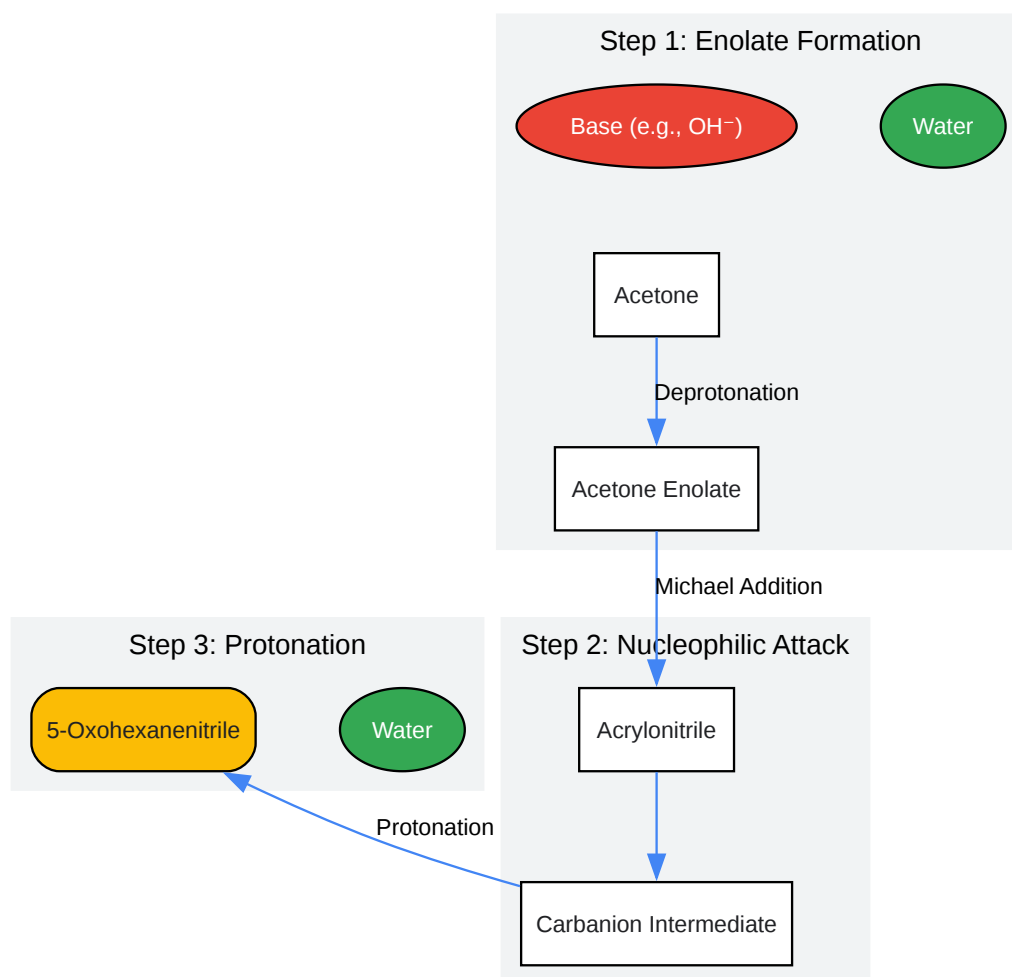 Step 1: Enolate Formation
Base (e.g., OH⁻)
Water
Acetone
Deprotonation
Acetone Enolate
Michael Addition
Step 3: Protonation
5-Oxohexanenitrile
Water
Step 2: Nucleophilic Attack
Acrylonitrile
Protonation
Carbanion Intermediate